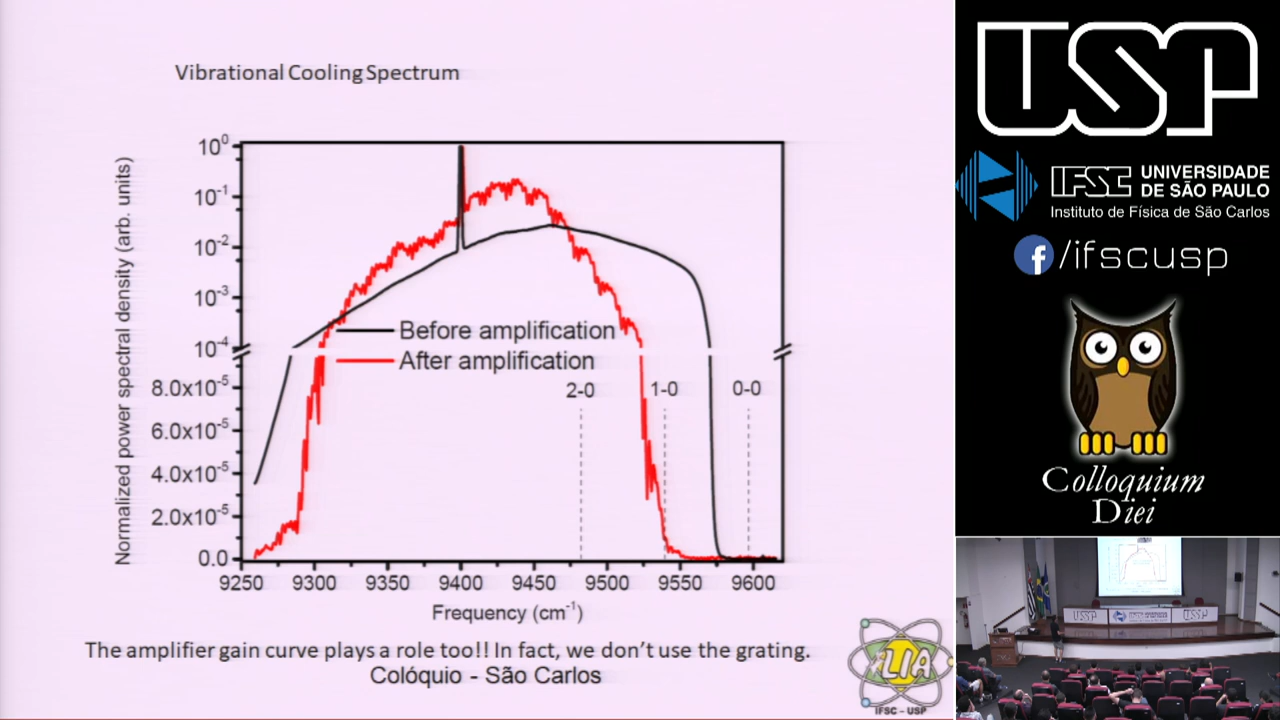 Vibrational Cooling Spectrum
Normalized power spectral density (arb. units)
10⁰
10⁻¹
10⁻²
10⁻³
10⁻⁴
8.0x10⁻⁵
6.0x10⁻⁵
4.0x10⁻⁵
2.0x10⁻⁵
0.0
Before amplification
After amplification
2-0 1-0 0-0
9250 9300 9350 9400 9450 9500 9550 9600
Frequency (cm⁻¹)
The amplifier gain curve plays a role too!! In fact, we don't use the grating.
Colóquio - São Carlos
LIA
IFSC - USP
USP
IFSC UNIVERSIDADE
DE SÃO PAULO
Instituto de Física de São Carlos
f /ifscusp
Colloquium
Diei
USP
USP